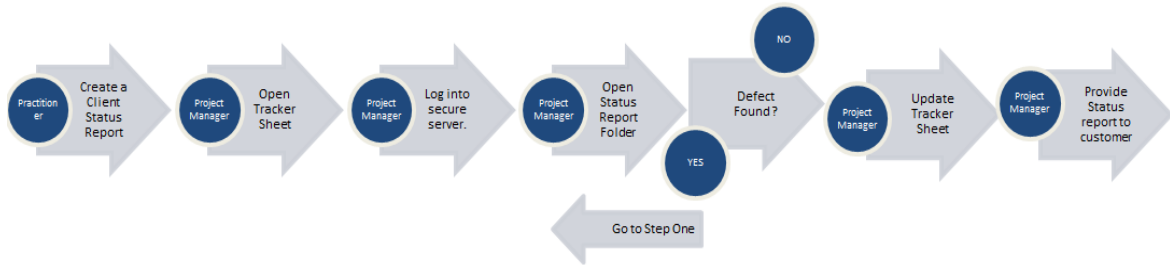 Practition
er
Create a
Client
Status
Report
Project
Manager
Open
Tracker
Sheet
Project
Manager
Log into
secure
server.
Project
Manager
Open
Status
Report
Folder
NO
Defect
Found?
YES
Go to Step One
Project
Manager
Update
Tracker
Sheet
Project
Manager
Provide
Status
report to
customer